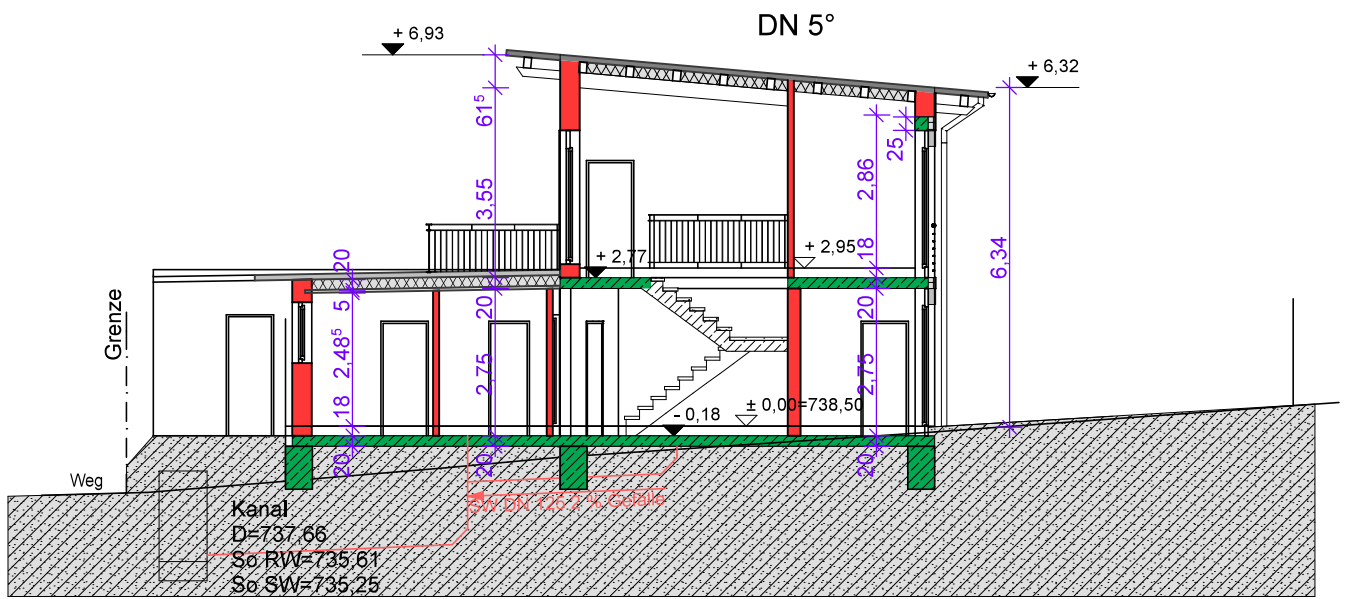 DN 5°
+ 6,93
+ 6,32
61⁵
25
2,86
3,55
18
6,34
+ 2,77
+ 2,95
20
5
20
20
Grenze
2,48⁵
2,75
2,75
18
- 0,18
± 0,00=738,50
20
20
20
Weg
SW DN 125 2 % Gefälle
Kanal
D=737,66
So RW=735,61
So SW=735,25